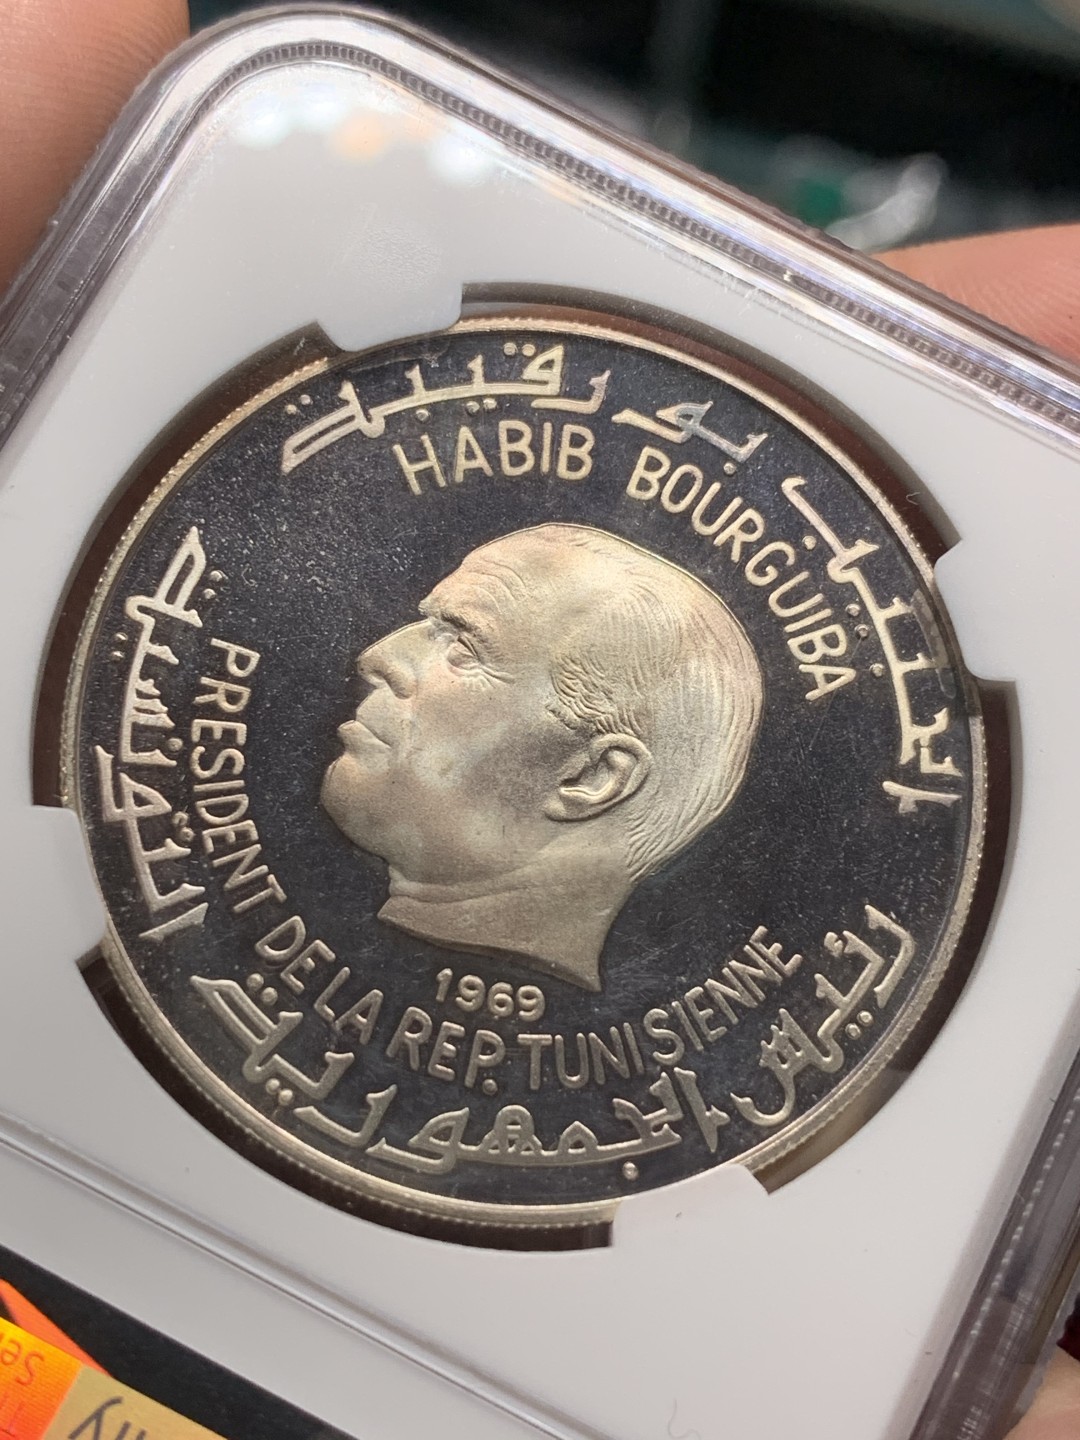 الحبيب بورقيبة
HABIB BOURGUIBA
1969
PRESIDENT DE LA REP. TUNISIENNE
رئيس الجمهورية التونسية